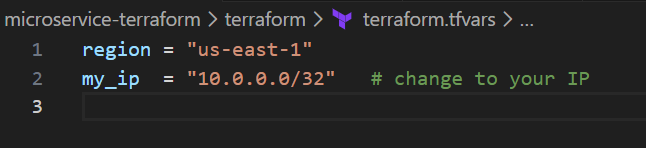 microservice-terraform > terraform > terraform.tfvars > ...
1 region = "us-east-1"
2 my_ip = "10.0.0.0/32" # change to your IP
3